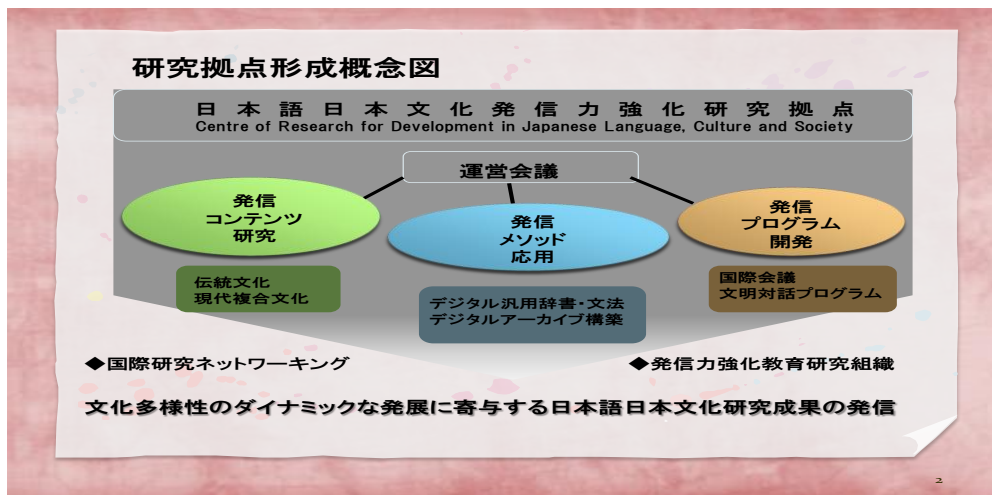 研究拠点形成概念図
日本語日本文化発信力強化研究拠点
Centre of Research for Development in Japanese Language, Culture and Society
運営会議
発信
コンテンツ
研究
発信
メソッド
応用
発信
プログラム
開発
伝統文化
現代複合文化
デジタル汎用辞書・文法
デジタルアーカイブ構築
国際会議
文明対話プログラム
◆国際研究ネットワーキング
◆発信力強化教育研究組織
文化多様性のダイナミックな発展に寄与する日本語日本文化研究成果の発信
2